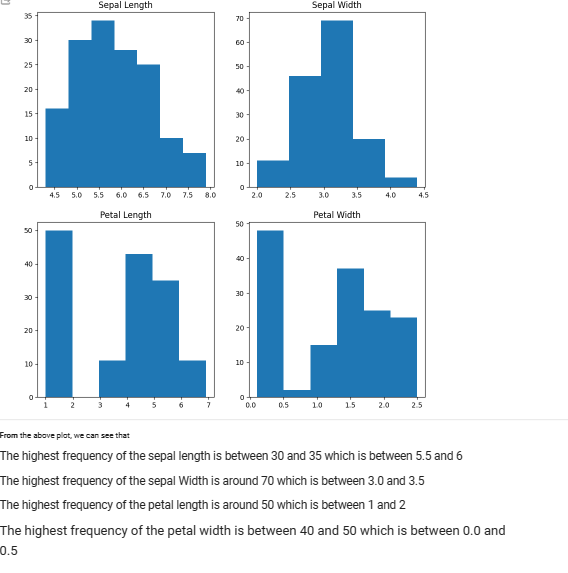 Sepal Length
Sepal Width
35
30
25
20
15
10
5
0
4.5 5.0 5.5 6.0 6.5 7.0 7.5 8.0
70
60
50
40
30
20
10
0
2.0 2.5 3.0 3.5 4.0 4.5
Petal Length
Petal Width
50
40
30
20
10
0
1 2 3 4 5 6 7
50
40
30
20
10
0
0.0 0.5 1.0 1.5 2.0 2.5
From the above plot, we can see that
The highest frequency of the sepal length is between 30 and 35 which is between 5.5 and 6
The highest frequency of the sepal Width is around 70 which is between 3.0 and 3.5
The highest frequency of the petal length is around 50 which is between 1 and 2
The highest frequency of the petal width is between 40 and 50 which is between 0.0 and
0.5